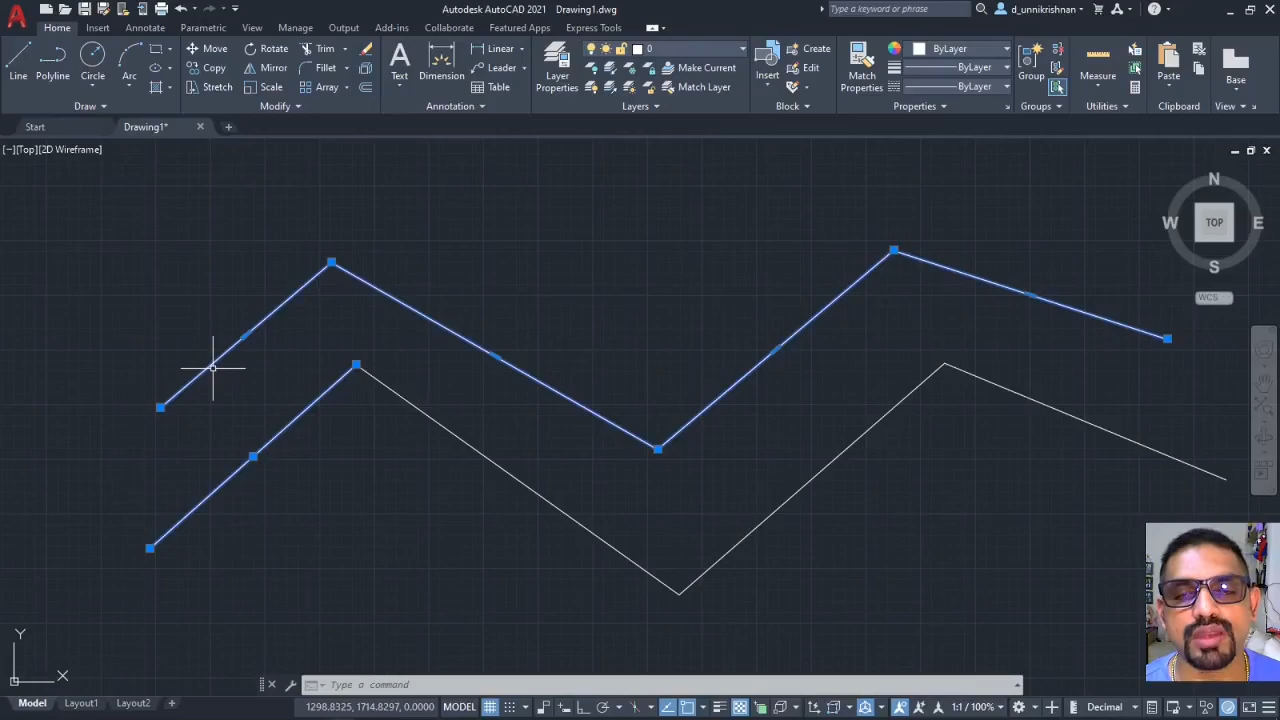 Autodesk AutoCAD 2021 Drawing1.dwg
Type a keyword or phrase
d_unnikrishnan
Home Insert Annotate Parametric View Manage Output Add-ins Collaborate Express Tools Featured Apps
Line Polyline Circle Arc
Move Rotate Trim
Copy Mirror Fillet
Stretch Scale Array
Text Dimension
Linear
Leader
Table
Layer Properties
0
Make Current
Match Layer
Insert
Create
Edit
Match Properties
ByLayer
ByLayer
ByLayer
Group
Measure
Paste
Base
Draw Modify Annotation Layers Block Properties Groups Utilities Clipboard View
Start Drawing1*
[−][Top][2D Wireframe]
N
W TOP E
S
WCS
Y
X
Type a command
Model Layout1 Layout2
1298.8325, 1714.8297, 0.0000 MODEL 1:1 / 100% Decimal